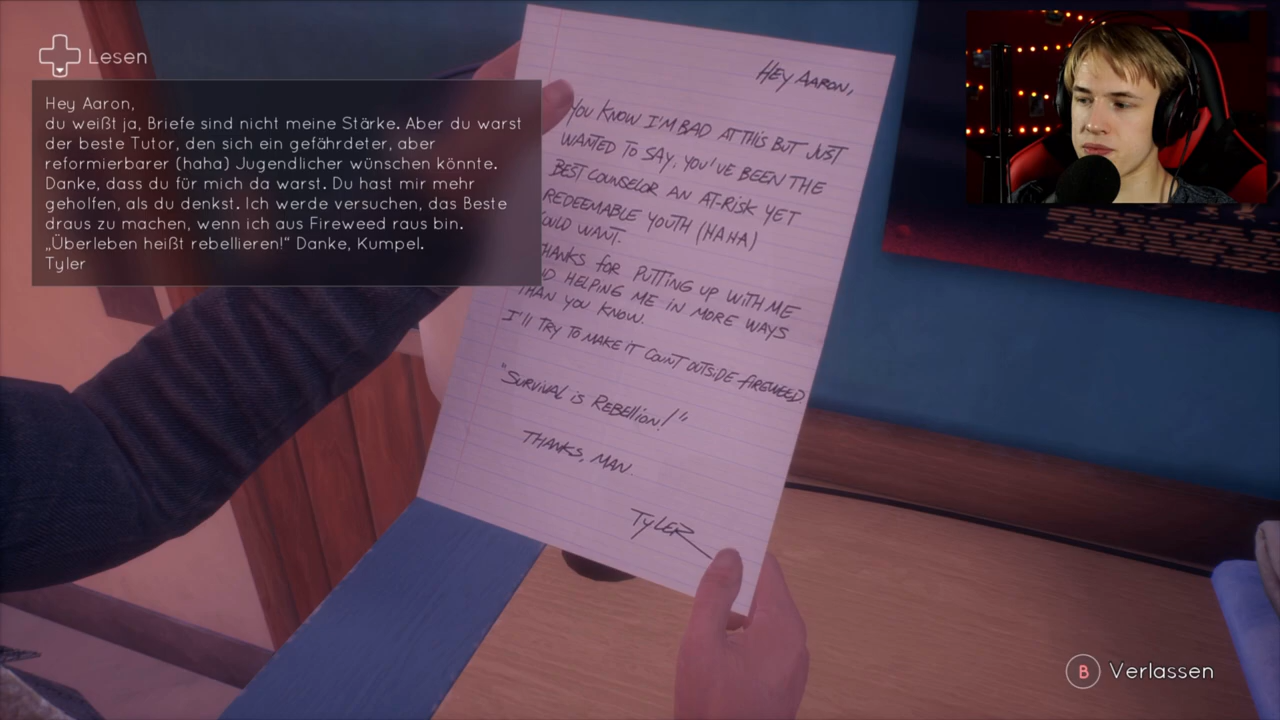 Lesen
Hey Aaron,
du weißt ja, Briefe sind nicht meine Stärke. Aber du warst
der beste Tutor, den sich ein gefährdeter, aber
reformierbarer (haha) Jugendlicher wünschen könnte.
Danke, dass du für mich da warst. Du hast mir mehr
geholfen, als du denkst. Ich werde versuchen, das Beste
draus zu machen, wenn ich aus Fireweed raus bin.
„Überleben heißt rebellieren!“ Danke, Kumpel.
Tyler
HEY AARON,
YOU KNOW I'M BAD AT THIS BUT JUST
WANTED TO SAY, YOU'VE BEEN THE
BEST COUNSELOR AN AT-RISK YET
REDEEMABLE YOUTH (HAHA)
OULD WANT.
HANKS FOR PUTTING UP WITH ME
ND HELPING ME IN MORE WAYS
THAN YOU KNOW.
I'll TRY TO MAKE IT COUNT OUTSIDE FIREWEED.
"SURVIVAL IS REBELLION!"
THANKS, MAN.
TYLER
B Verlassen